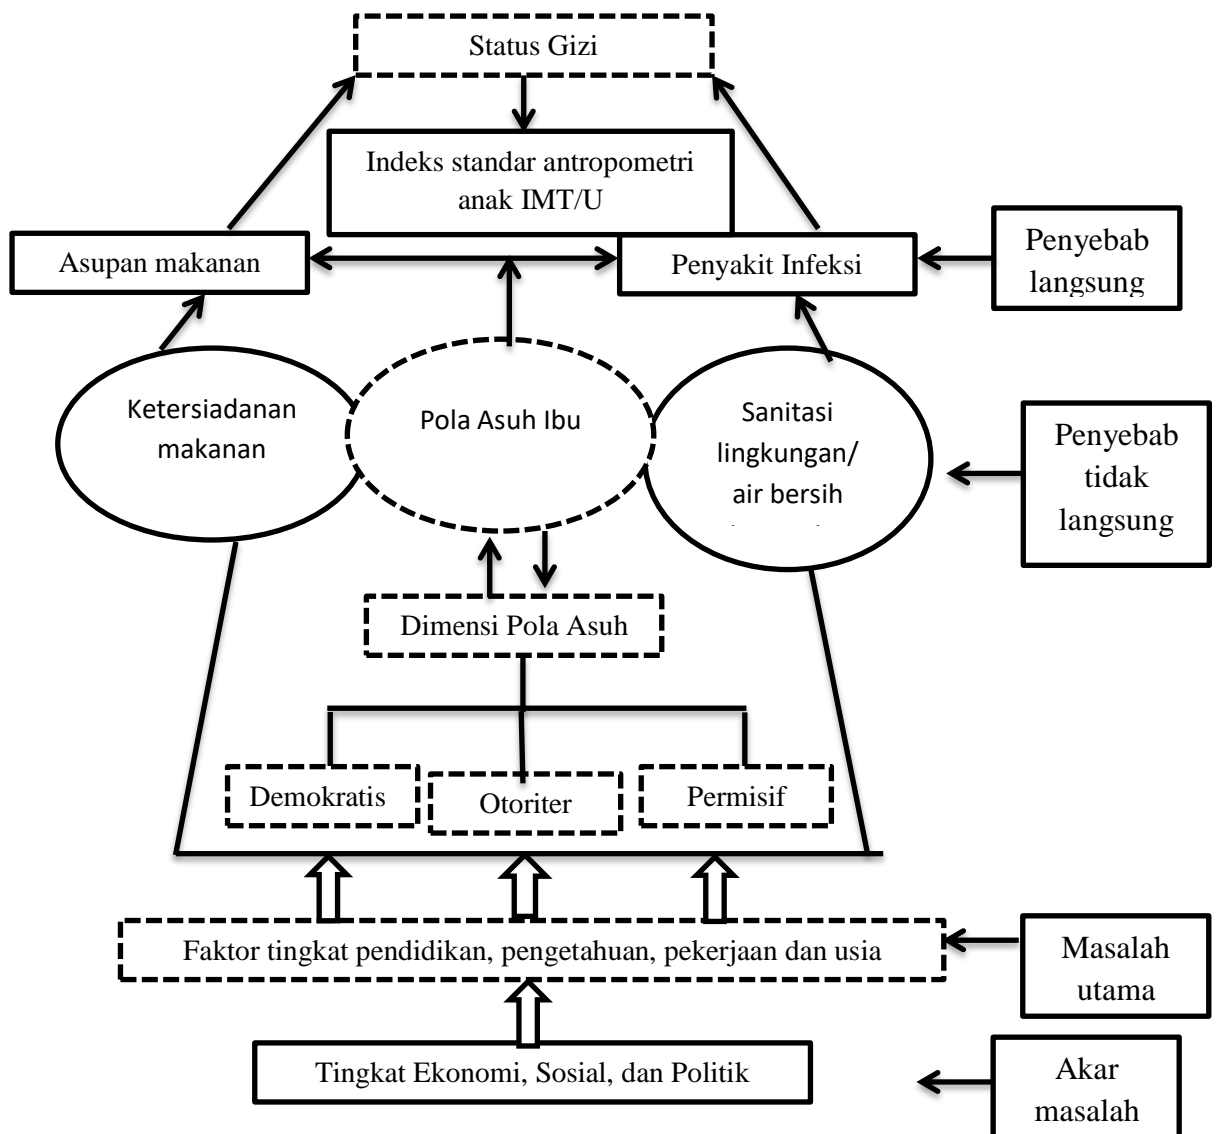 Status Gizi
Indeks standar antropometri
anak IMT/U
Asupan makanan
Penyakit Infeksi
Penyebab
langsung
Ketersiadanan
makanan
Pola Asuh Ibu
Sanitasi
lingkungan/
air bersih
Penyebab
tidak
langsung
Dimensi Pola Asuh
Demokratis
Otoriter
Permisif
Faktor tingkat pendidikan, pengetahuan, pekerjaan dan usia
Masalah
utama
Tingkat Ekonomi, Sosial, dan Politik
Akar
masalah